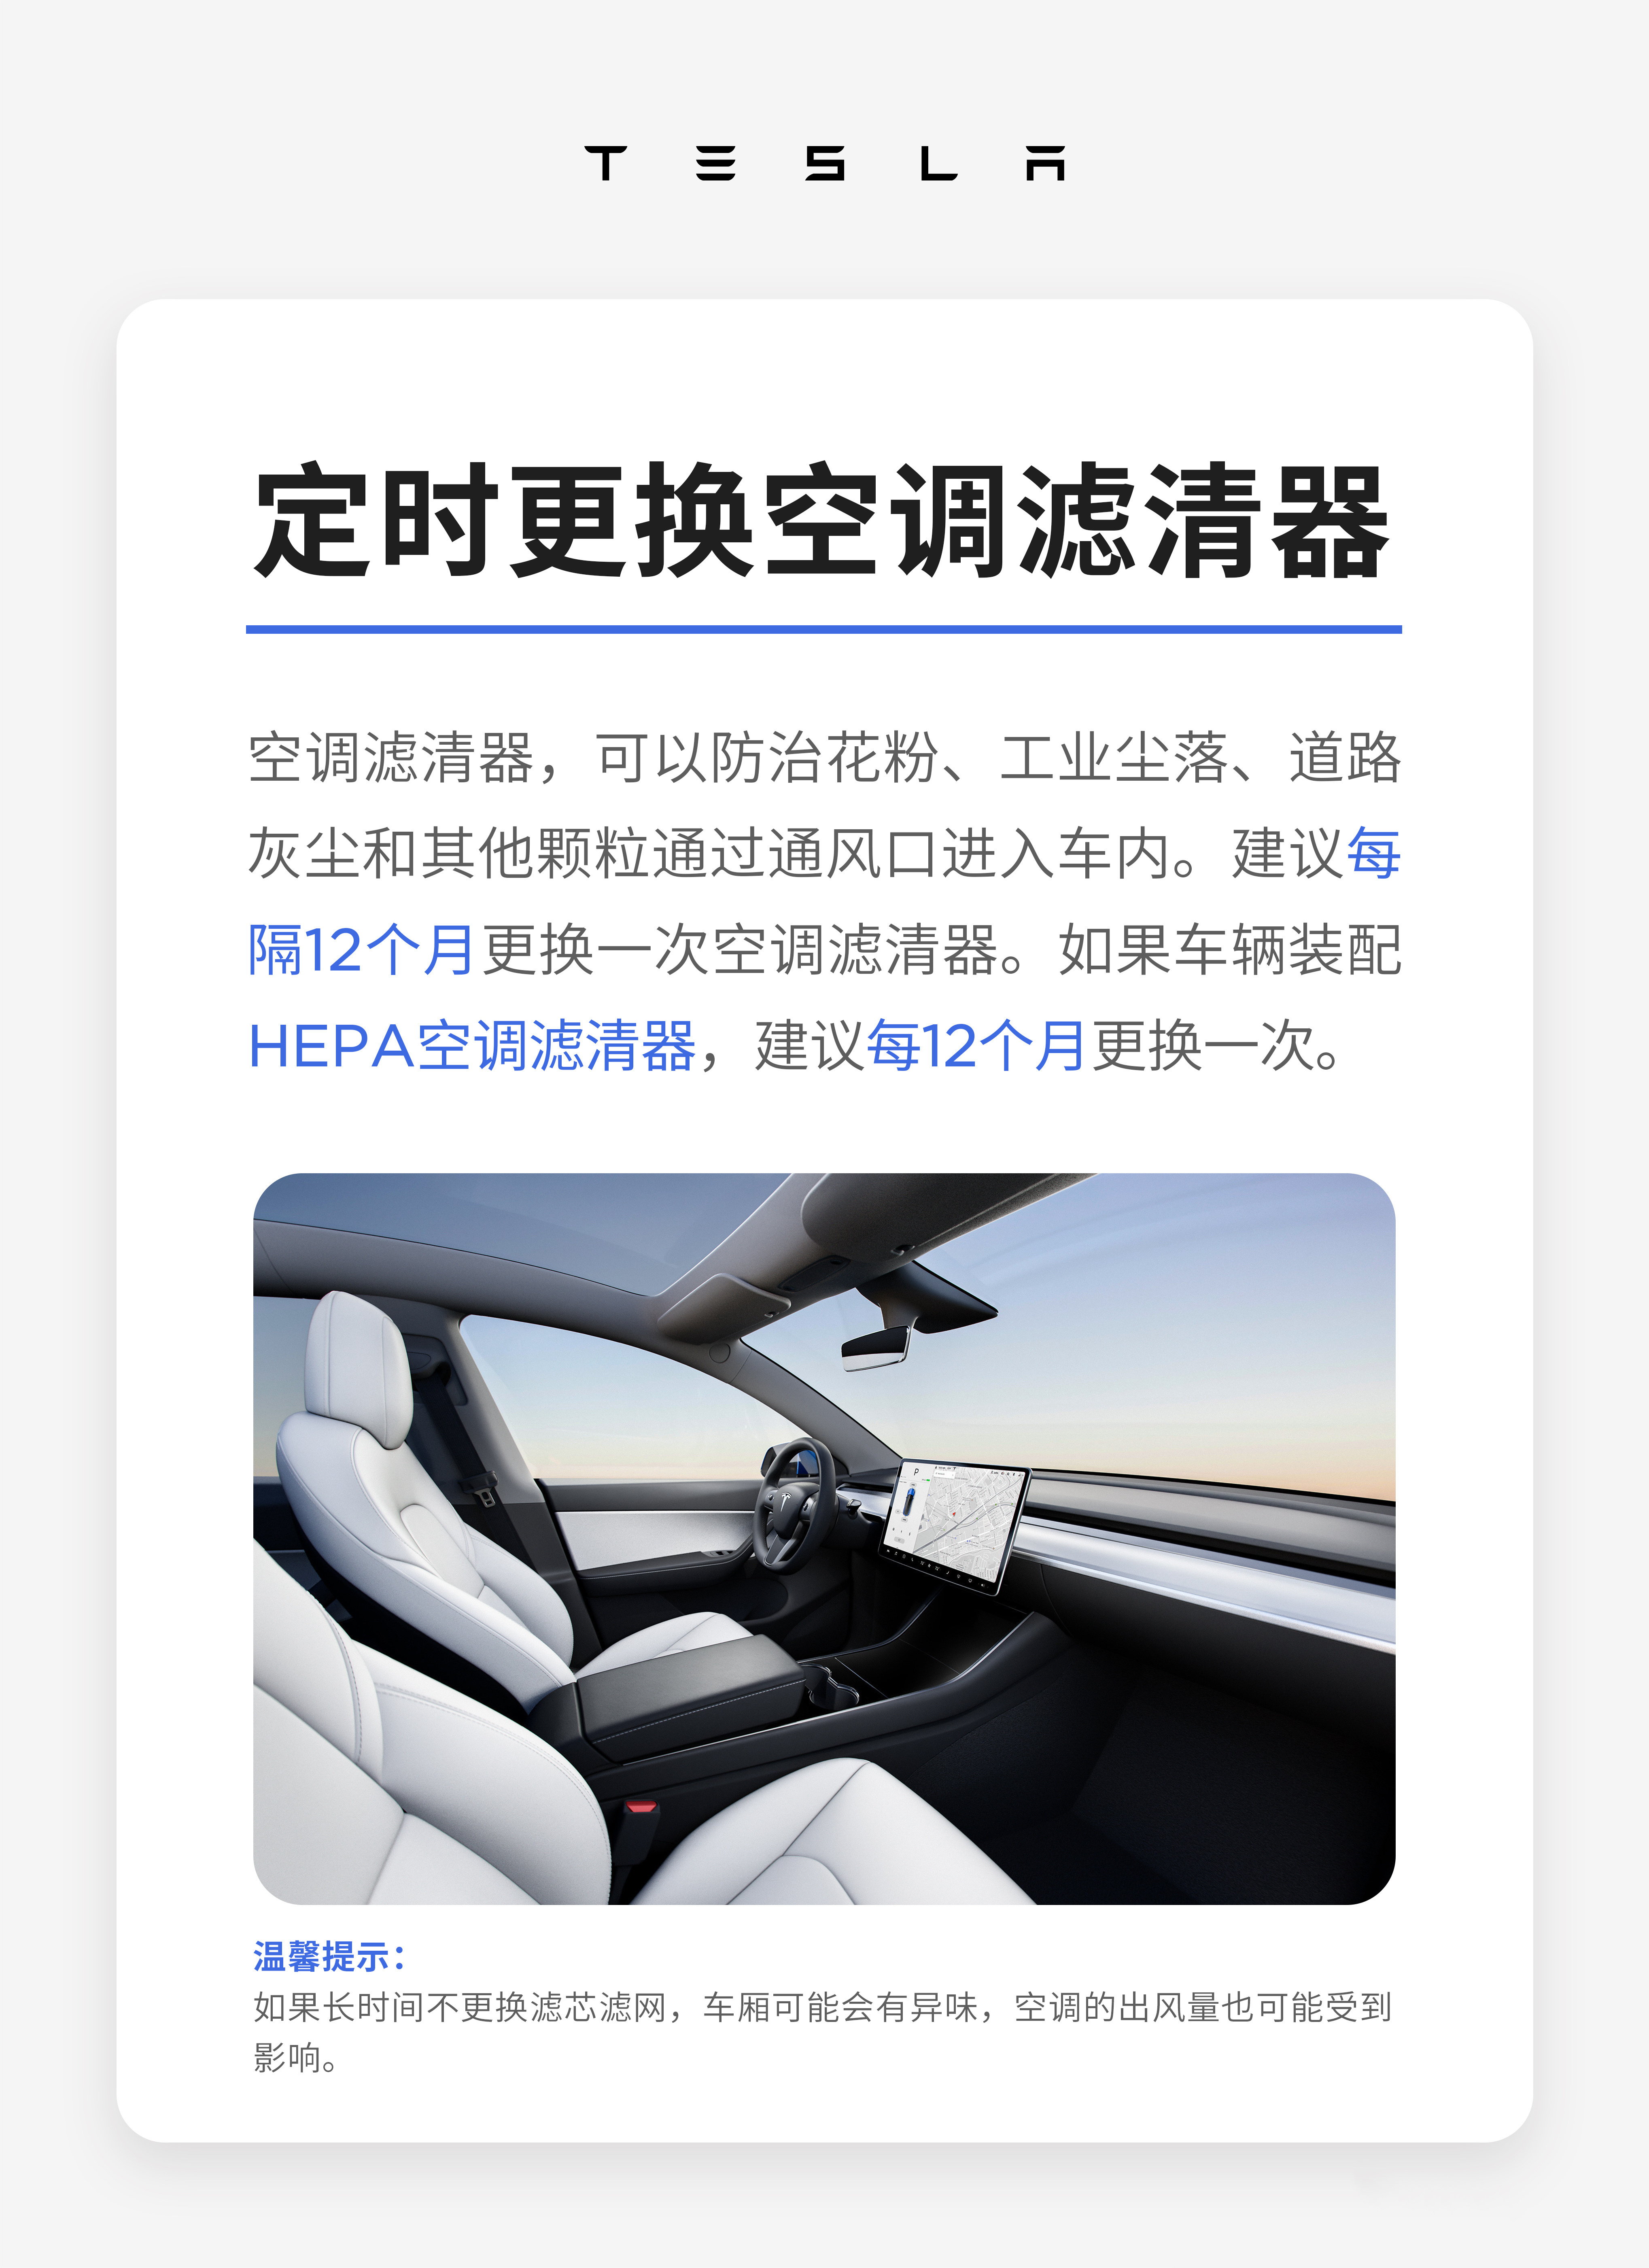 TESLA
定时更换空调滤清器
空调滤清器，可以防治花粉、工业尘落、道路
灰尘和其他颗粒通过通风口进入车内。建议每
隔12个月更换一次空调滤清器。如果车辆装配
HEPA空调滤清器，建议每12个月更换一次。
P
温馨提示：
如果长时间不更换滤芯滤网，车厢可能会有异味，空调的出风量也可能受到
影响。